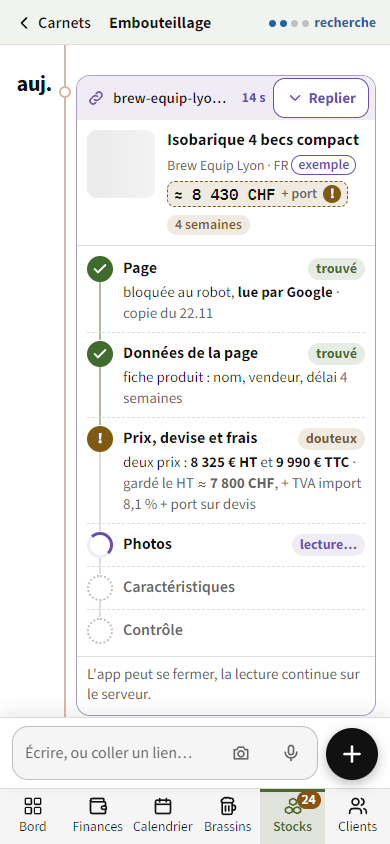 Carnets Embouteillage recherche
auj.
brew-equip-lyo… 14 s Replier
Isobarique 4 becs compact
Brew Equip Lyon · FR exemple
≈ 8 430 CHF + port !
4 semaines
Page trouvé
bloquée au robot, lue par Google ·
copie du 22.11
Données de la page trouvé
fiche produit : nom, vendeur, délai 4
semaines
! Prix, devise et frais douteux
deux prix : 8 325 € HT et 9 990 € TTC ·
gardé le HT ≈ 7 800 CHF, + TVA import
8,1 % + port sur devis
Photos lecture…
Caractéristiques
Contrôle
L'app peut se fermer, la lecture continue sur
le serveur.
Écrire, ou coller un lien…
24
Bord Finances Calendrier Brassins Stocks Clients